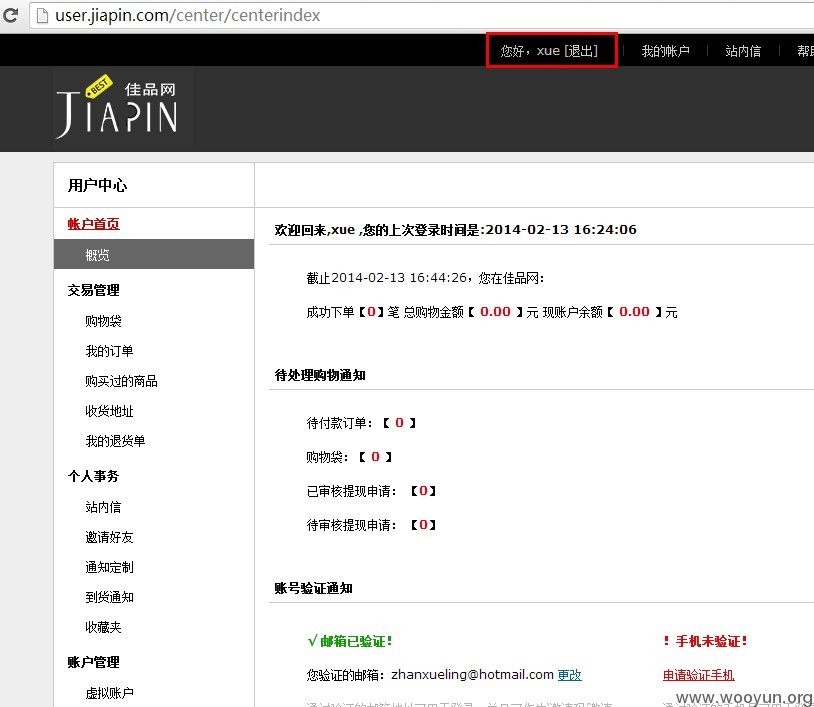 user.jiapin.com/center/centerindex
您好，xue [退出] 我的帐户 站内信 帮
BEST 佳品网
JIAPIN
用户中心
帐户首页
概览
交易管理
购物袋
我的订单
购买过的商品
收货地址
我的退货单
个人事务
站内信
邀请好友
通知定制
到货通知
收藏夹
账户管理
虚拟账户
欢迎回来,xue ,您的上次登录时间是:2014-02-13 16:24:06
截止2014-02-13 16:44:26，您在佳品网：
成功下单【0】笔 总购物金额【 0.00 】元 现账户余额【 0.00 】元
待处理购物通知
待付款订单：【 0 】
购物袋：【 0 】
已审核提现申请： 【0】
待审核提现申请： 【0】
账号验证通知
√ 邮箱已验证！
您验证的邮箱：zhanxueling@hotmail.com 更改
！手机未验证！
申请验证手机
www.wooyun.org